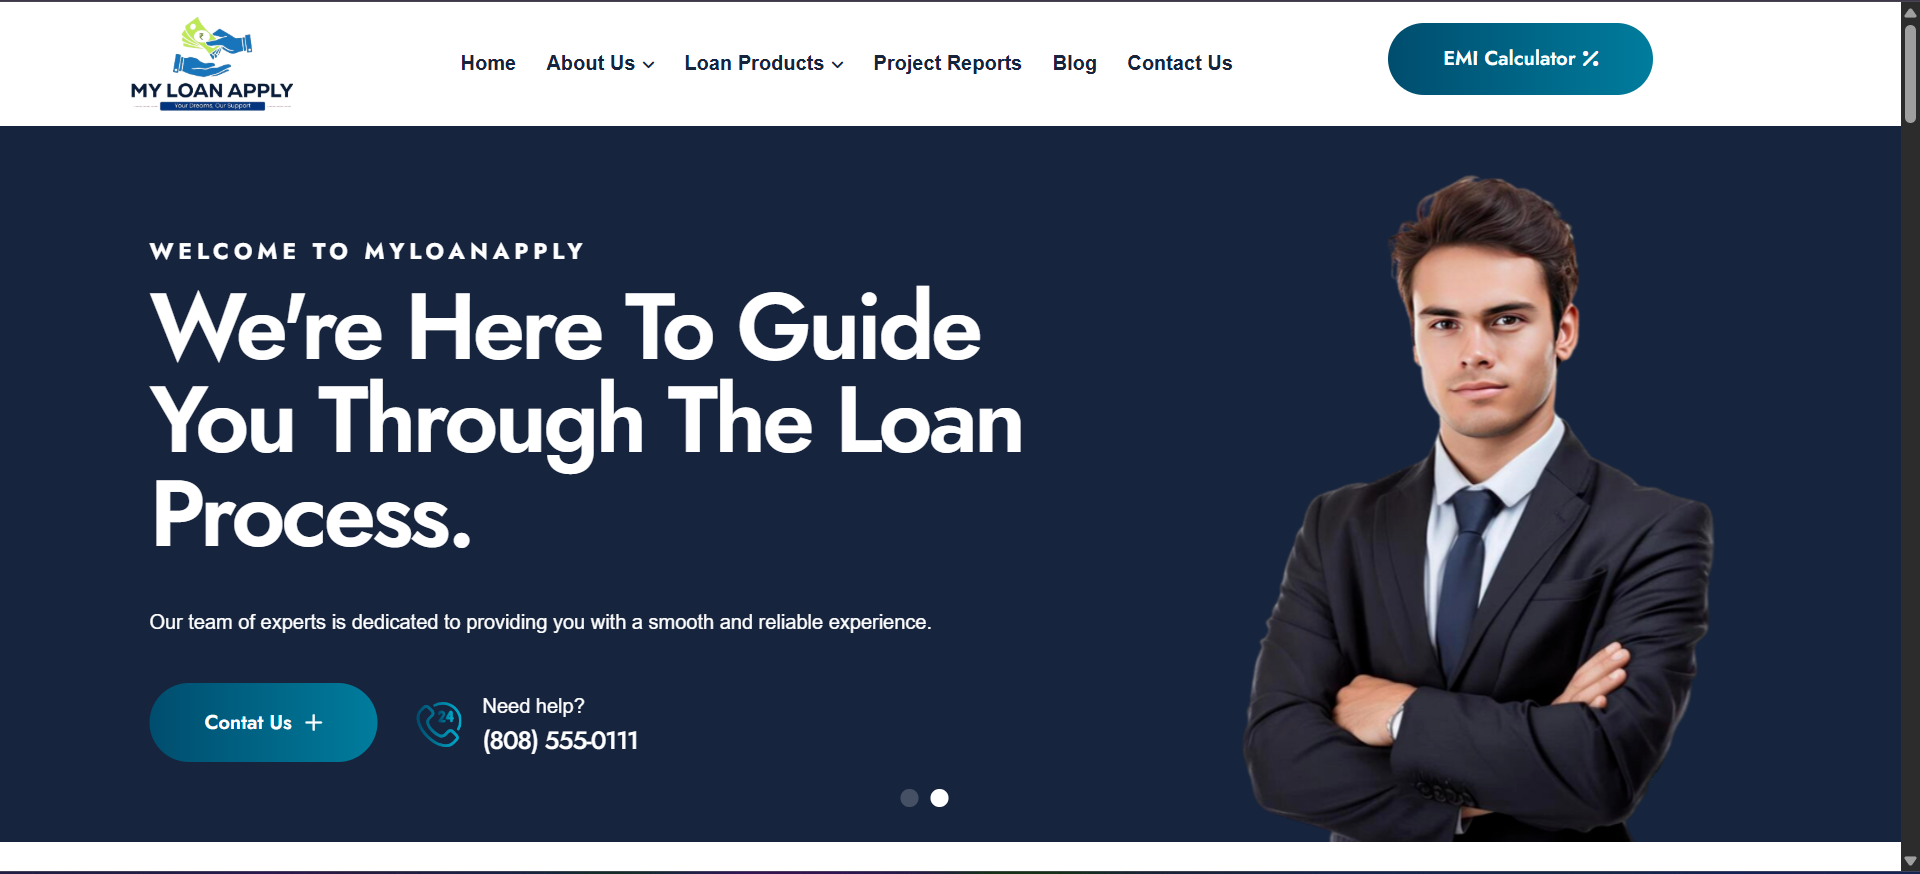 MY LOAN APPLY
Your Dreams, Our Support
Home
About Us
Loan Products
Project Reports
Blog
Contact Us
EMI Calculator
WELCOME TO MYLOANAPPLY
We're Here To Guide
You Through The Loan
Process.
Our team of experts is dedicated to providing you with a smooth and reliable experience.
Contat Us +
24
Need help?
(808) 555-0111